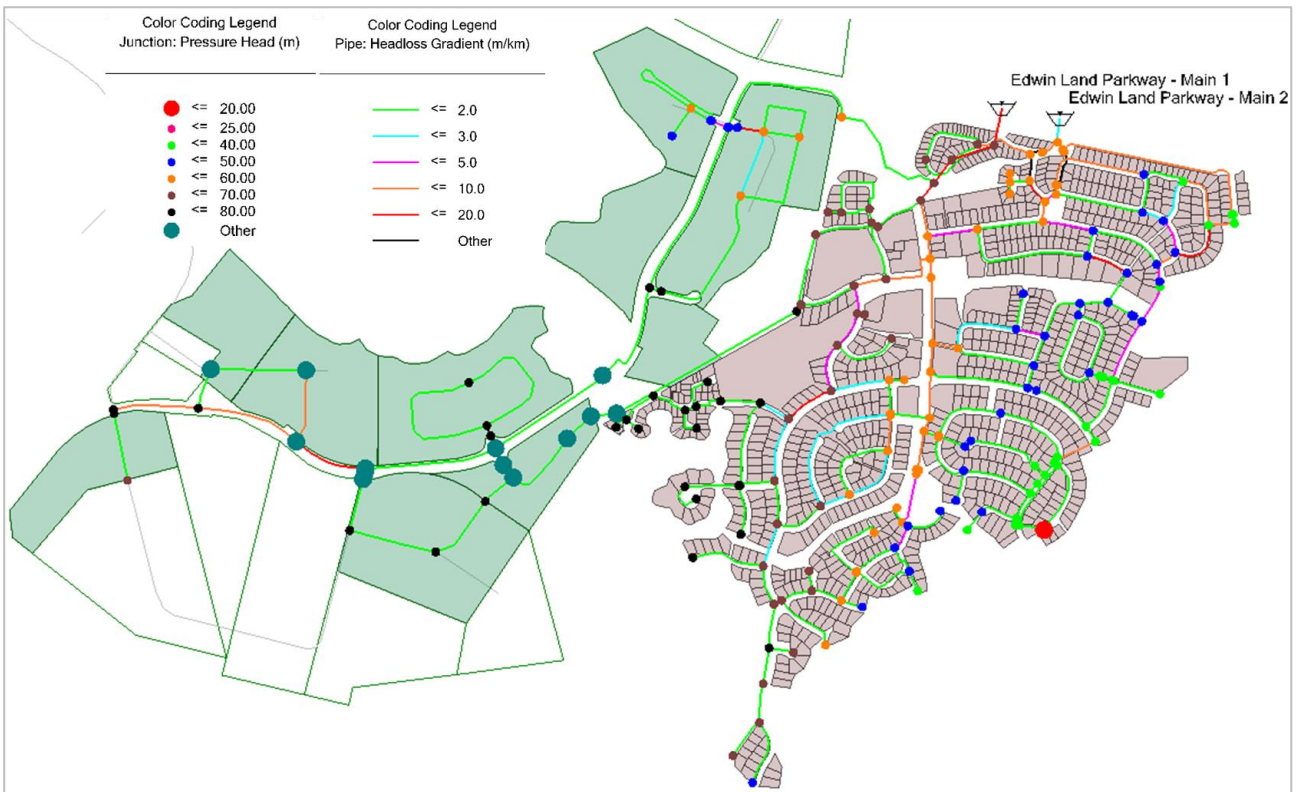 Color Coding Legend
Junction: Pressure Head (m)
<= 20.00
<= 25.00
<= 40.00
<= 50.00
<= 60.00
<= 70.00
<= 80.00
Other
Color Coding Legend
Pipe: Headloss Gradient (m/km)
<= 2.0
<= 3.0
<= 5.0
<= 10.0
<= 20.0
Other
Edwin Land Parkway - Main 1
Edwin Land Parkway - Main 2